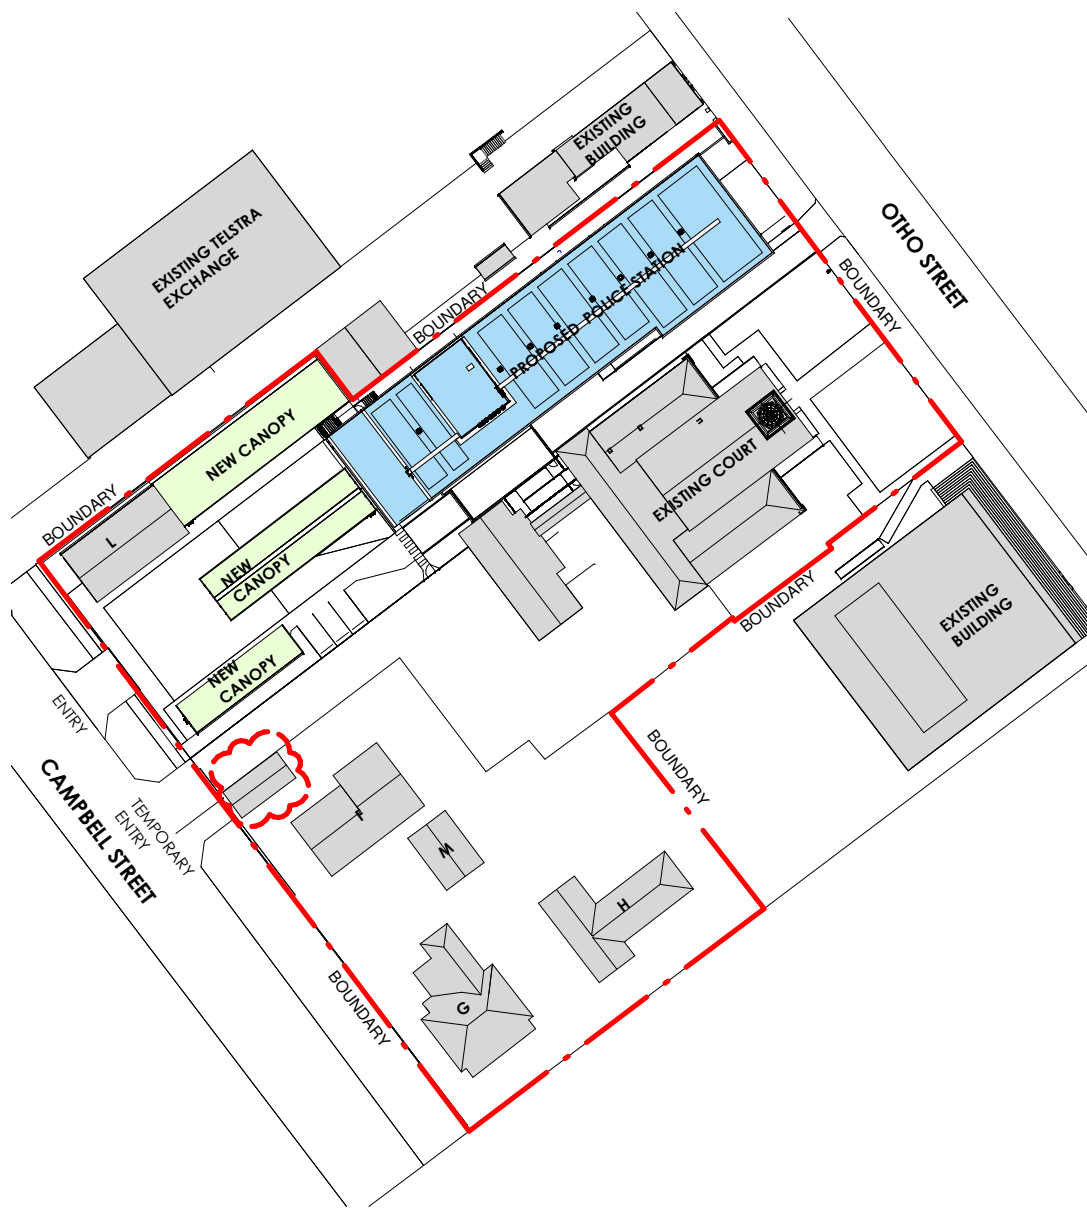 EXISTING
BUILDING
OTHO STREET
EXISTING TELSTRA
EXCHANGE
BOUNDARY
BOUNDARY
PROPOSED POLICE STATION
NEW CANOPY
EXISTING COURT
BOUNDARY
L
NEW
CANOPY
BOUNDARY
EXISTING
BUILDING
NEW
CANOPY
ENTRY
BOUNDARY
CAMPBELL STREET
TEMPORARY
ENTRY
W
H
G
BOUNDARY